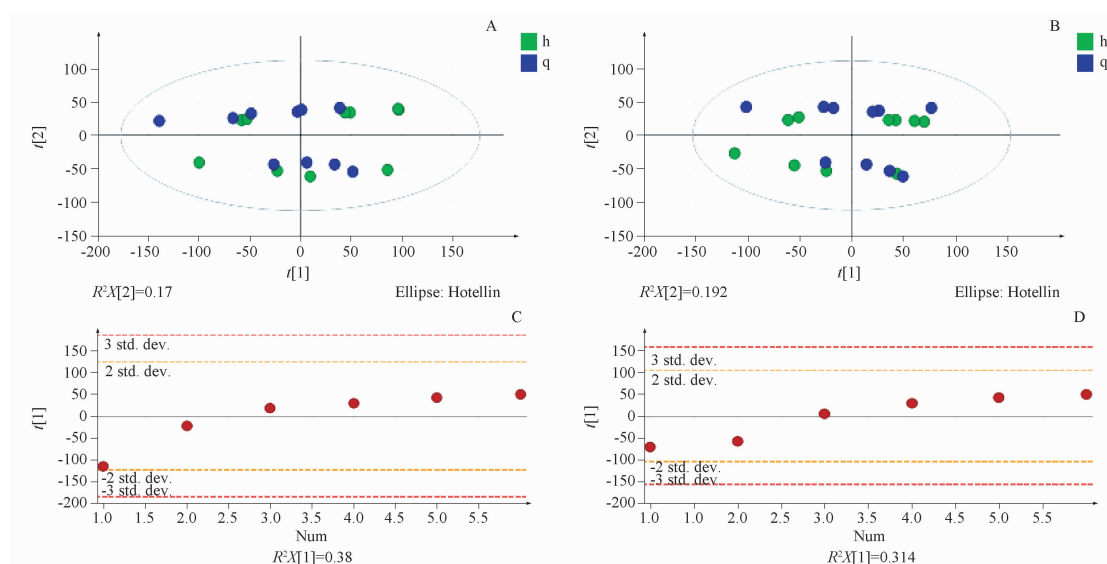 A
h
q
100
50
0
-50
-100
-150
t[2]
-200 -150 -100 -50 0 50 100 150
t[1]
R²X[2]=0.17 Ellipse: Hotellin
B
h
q
100
50
0
-50
-100
-150
t[2]
-200 -150 -100 -50 0 50 100 150
t[1]
R²X[2]=0.192 Ellipse: Hotellin
C
3 std. dev.
2 std. dev.
-2 std. dev.
-3 std. dev.
150
100
50
0
-50
-100
-150
-200
t[1]
1.0 1.5 2.0 2.5 3.0 3.5 4.0 4.5 5.0 5.5
Num
R²X[1]=0.38
D
3 std. dev.
2 std. dev.
-2 std. dev.
-3 std. dev.
150
100
50
0
-50
-100
-150
-200
t[1]
1.0 1.5 2.0 2.5 3.0 3.5 4.0 4.5 5.0 5.5
Num
R²X[1]=0.314